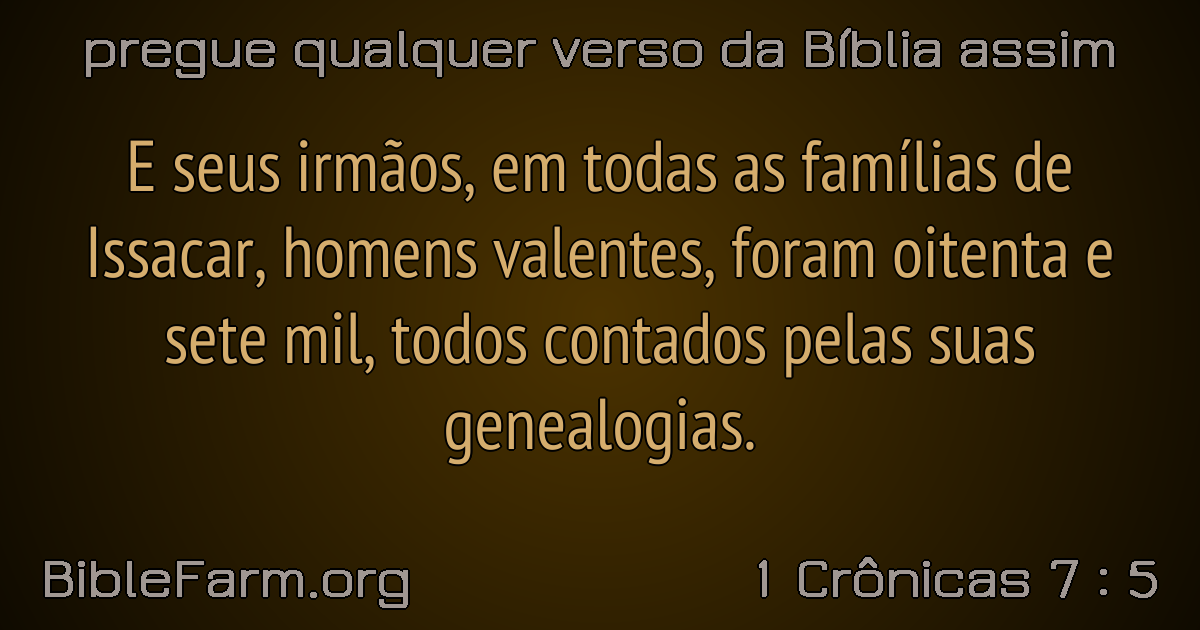 pregue qualquer verso da Bíblia assim
E seus irmãos, em todas as famílias de
Issacar, homens valentes, foram oitenta e
sete mil, todos contados pelas suas
genealogias.
BibleFarm.org
1 Crônicas 7 : 5